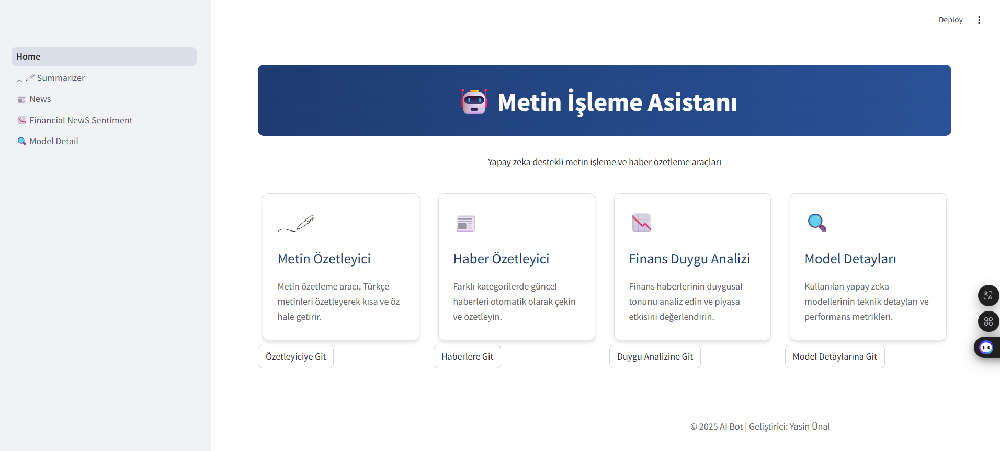 Deploy
Home
Summarizer
News
Financial NewS Sentiment
Model Detail
Metin İşleme Asistanı
Yapay zeka destekli metin işleme ve haber özetleme araçları
Metin Özetleyici
Metin özetleme aracı, Türkçe
metinleri özetleyerek kısa ve öz
hale getirir.
Özetleyiciye Git
Haber Özetleyici
Farklı kategorilerde güncel
haberleri otomatik olarak çekin
ve özetleyin.
Haberlere Git
Finans Duygu Analizi
Finans haberlerinin duygusal
tonunu analiz edin ve piyasa
etkisini değerlendirin.
Duygu Analizine Git
Model Detayları
Kullanılan yapay zeka
modellerinin teknik detayları ve
performans metrikleri.
Model Detaylarına Git
© 2025 AI Bot | Geliştirici: Yasin Ünal